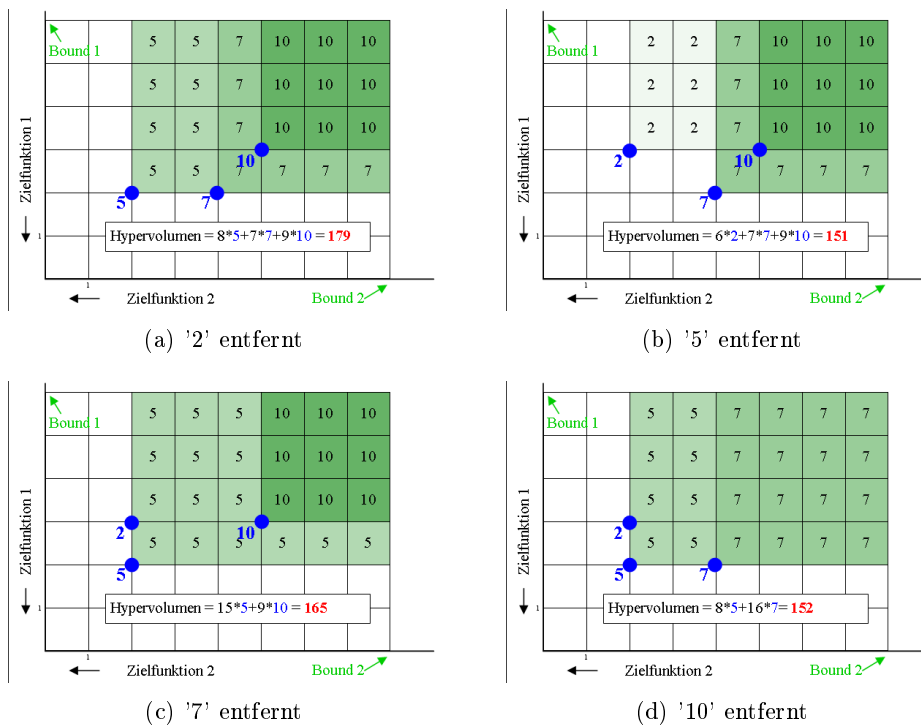 5 5 7 10 10 10
Bound 1
5 5 7 10 10 10
5 5 7 10 10 10
10
5 5 7 7 7 7
5 7
Zielfunktion 1
Hypervolumen = 8*5+7*7+9*10 = 179
1
1
Zielfunktion 2
Bound 2
(a) '2' entfernt
2 2 7 10 10 10
Bound 1
2 2 7 10 10 10
2 2 7 10 10 10
2 10
7 7 7 7
7
Zielfunktion 1
Hypervolumen = 6*2+7*7+9*10 = 151
1
1
Zielfunktion 2
Bound 2
(b) '5' entfernt
5 5 5 10 10 10
Bound 1
5 5 5 10 10 10
5 5 5 10 10 10
2 10
5 5 5 5 5 5
5
Zielfunktion 1
Hypervolumen = 15*5+9*10 = 165
1
1
Zielfunktion 2
Bound 2
(c) '7' entfernt
5 5 7 7 7 7
Bound 1
5 5 7 7 7 7
5 5 7 7 7 7
2
5 5 7 7 7 7
5 7
Zielfunktion 1
Hypervolumen = 8*5+16*7= 152
1
1
Zielfunktion 2
Bound 2
(d) '10' entfernt